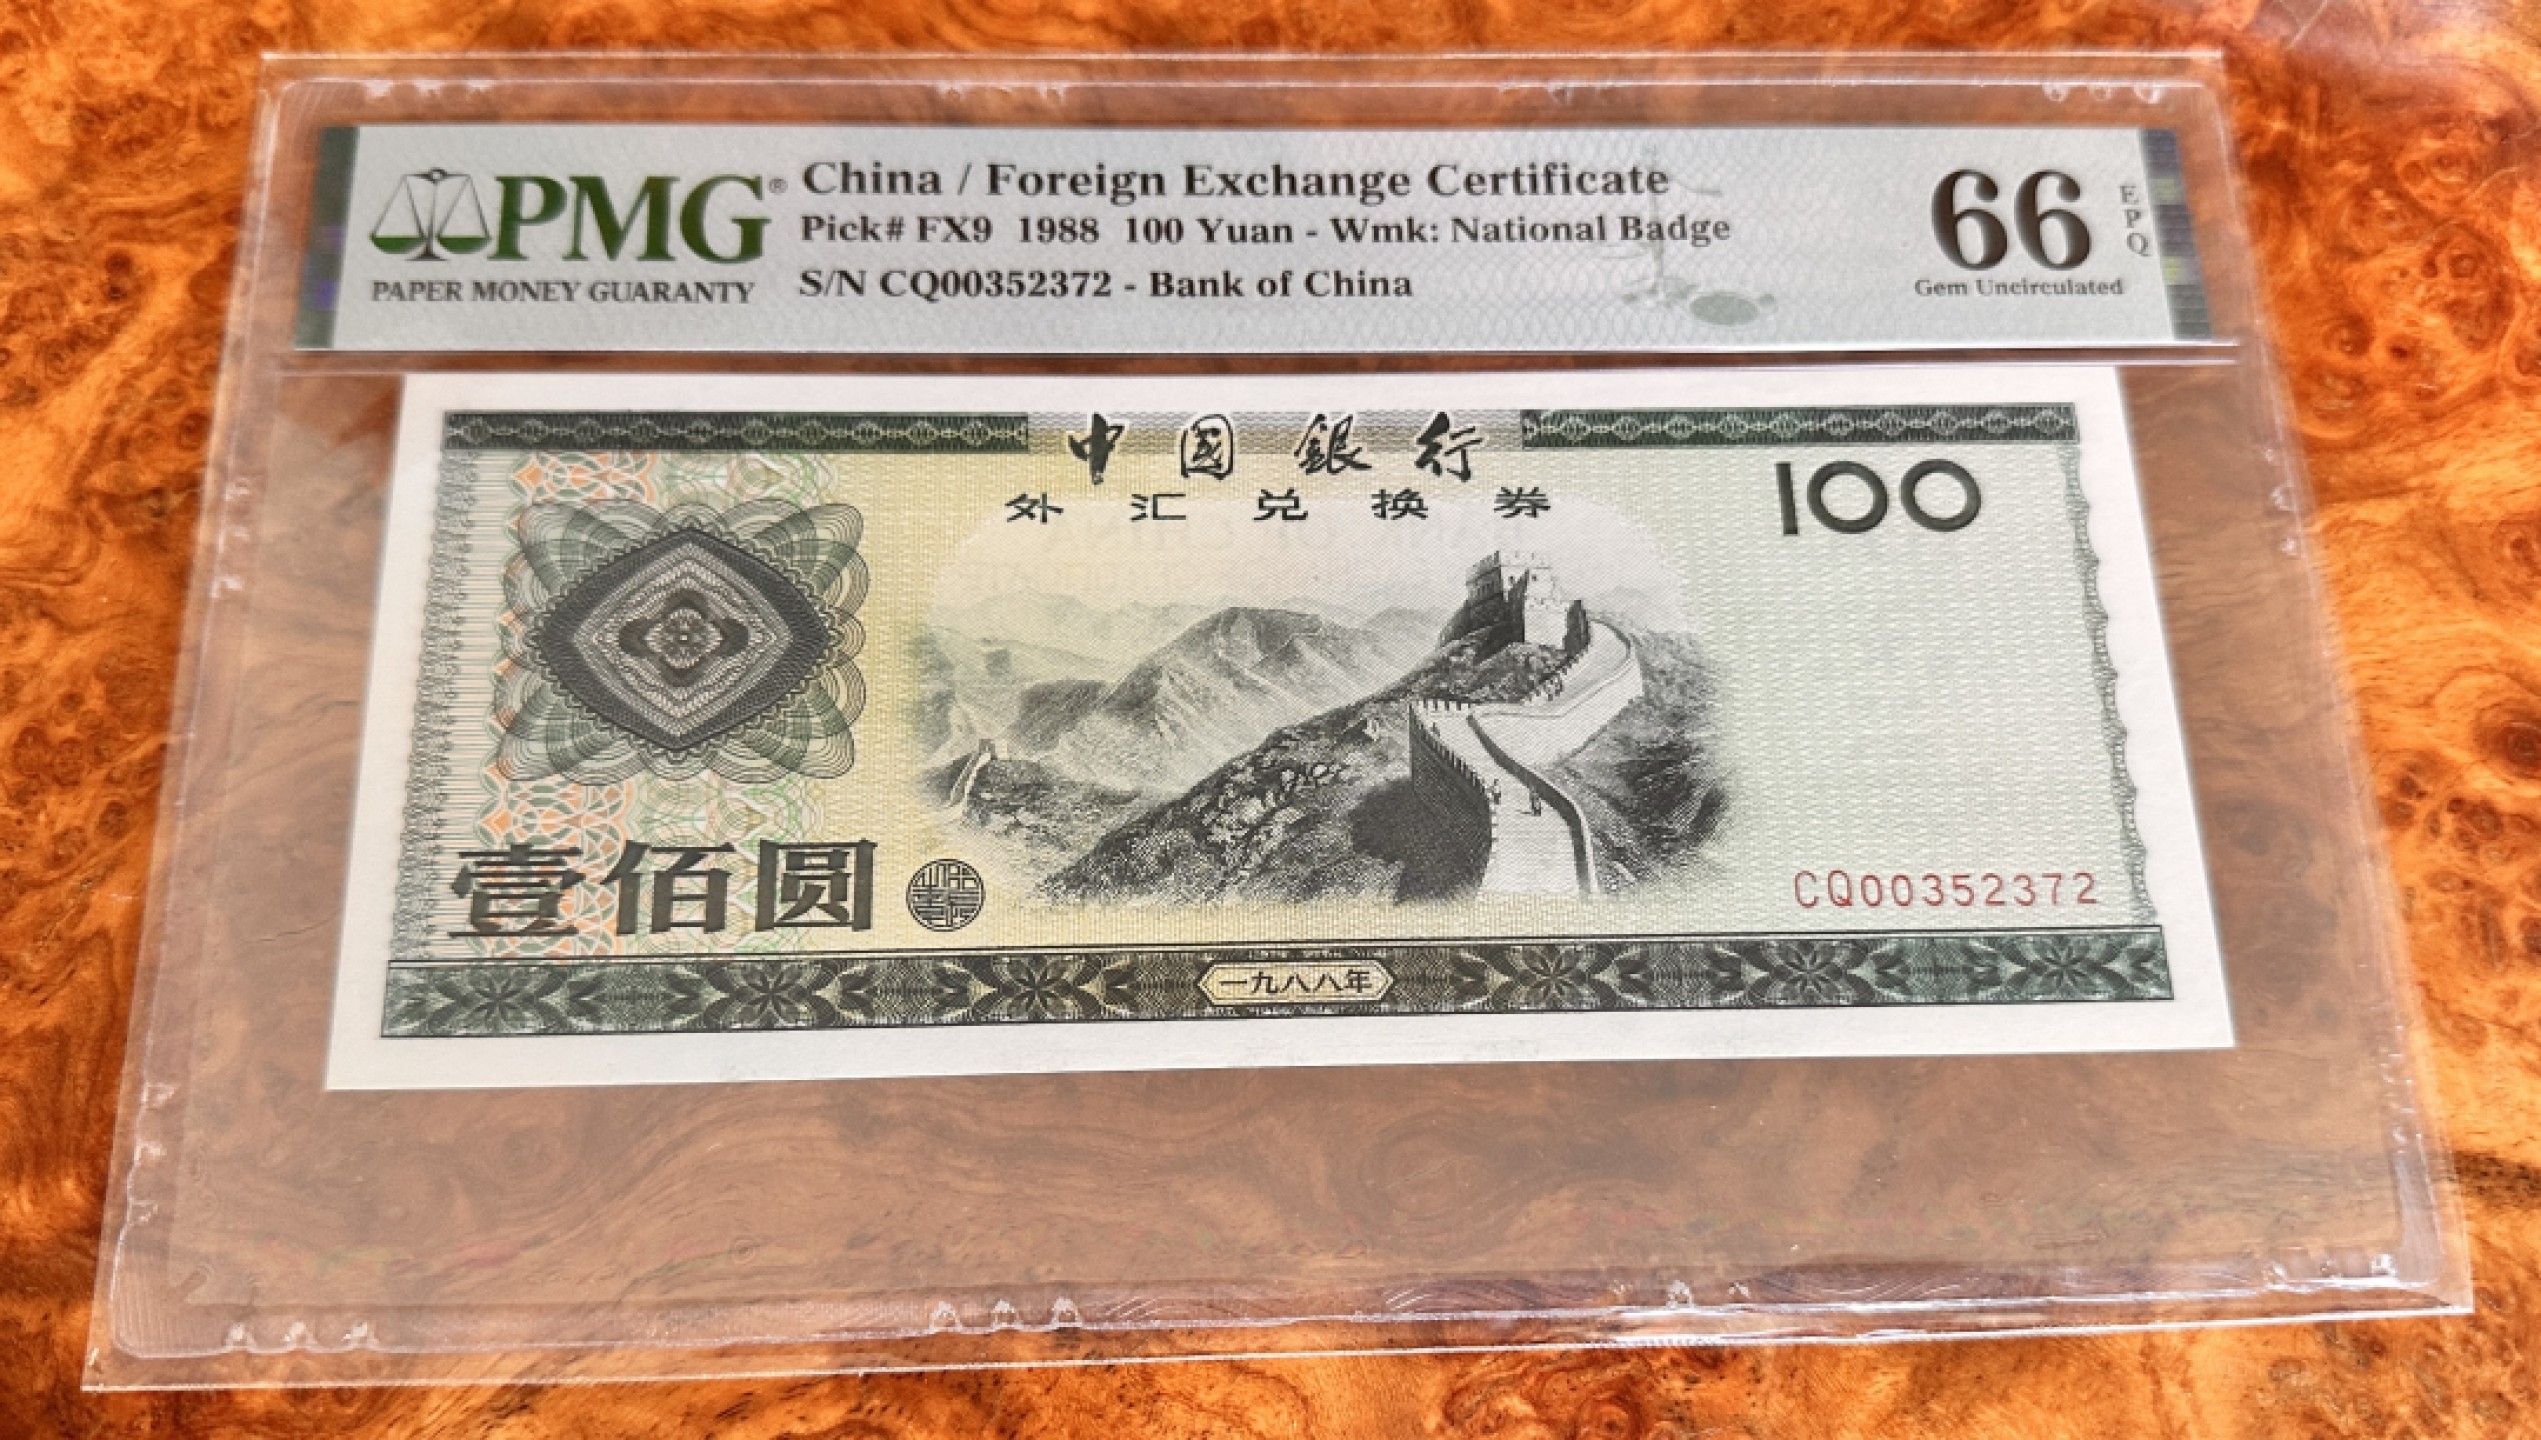 PMG®
PAPER MONEY GUARANTY
China / Foreign Exchange Certificate
Pick# FX9 1988 100 Yuan - Wmk: National Badge
S/N CQ00352372 - Bank of China
66 EPQ
Gem Uncirculated
中國銀行
外汇兑换券
100
壹佰圆
CQ00352372
一九八八年